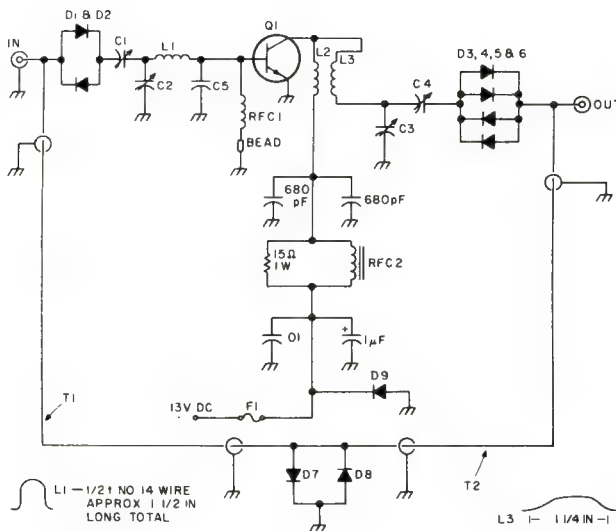 D1 & D2
Q1
IN
C1
L1
L2
L3
D3, 4, 5 & 6
C2
C5
C4
OUT
RFC1
C3
BEAD
680
pF
680pF
15Ω
1W
RFC2
01
+
1µF
D9
13V DC
F1
T1
D7
D8
T2
L1 — 1/2 t NO 14 WIRE
APPROX 1 1/2 IN
LONG TOTAL
L3 |— 1 1/4 IN —|